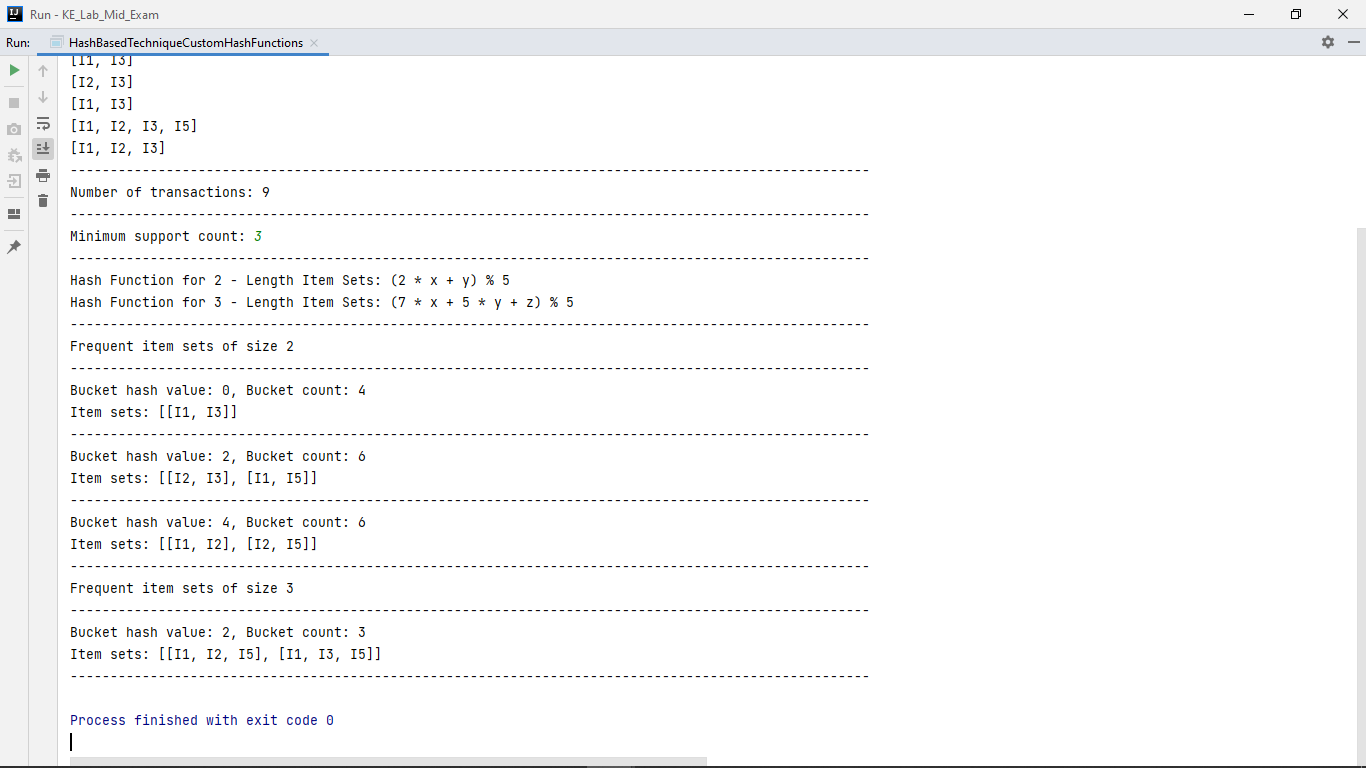 Run - KE_Lab_Mid_Exam
Run: HashBasedTechniqueCustomHashFunctions
[I1, I3]
[I2, I3]
[I1, I3]
[I1, I2, I3, I5]
[I1, I2, I3]
----------------------------------------------------------------------------------------------------
Number of transactions: 9
----------------------------------------------------------------------------------------------------
Minimum support count: 3
----------------------------------------------------------------------------------------------------
Hash Function for 2 - Length Item Sets: (2 * x + y) % 5
Hash Function for 3 - Length Item Sets: (7 * x + 5 * y + z) % 5
----------------------------------------------------------------------------------------------------
Frequent item sets of size 2
----------------------------------------------------------------------------------------------------
Bucket hash value: 0, Bucket count: 4
Item sets: [[I1, I3]]
----------------------------------------------------------------------------------------------------
Bucket hash value: 2, Bucket count: 6
Item sets: [[I2, I3], [I1, I5]]
----------------------------------------------------------------------------------------------------
Bucket hash value: 4, Bucket count: 6
Item sets: [[I1, I2], [I2, I5]]
----------------------------------------------------------------------------------------------------
Frequent item sets of size 3
----------------------------------------------------------------------------------------------------
Bucket hash value: 2, Bucket count: 3
Item sets: [[I1, I2, I5], [I1, I3, I5]]
----------------------------------------------------------------------------------------------------
Process finished with exit code 0